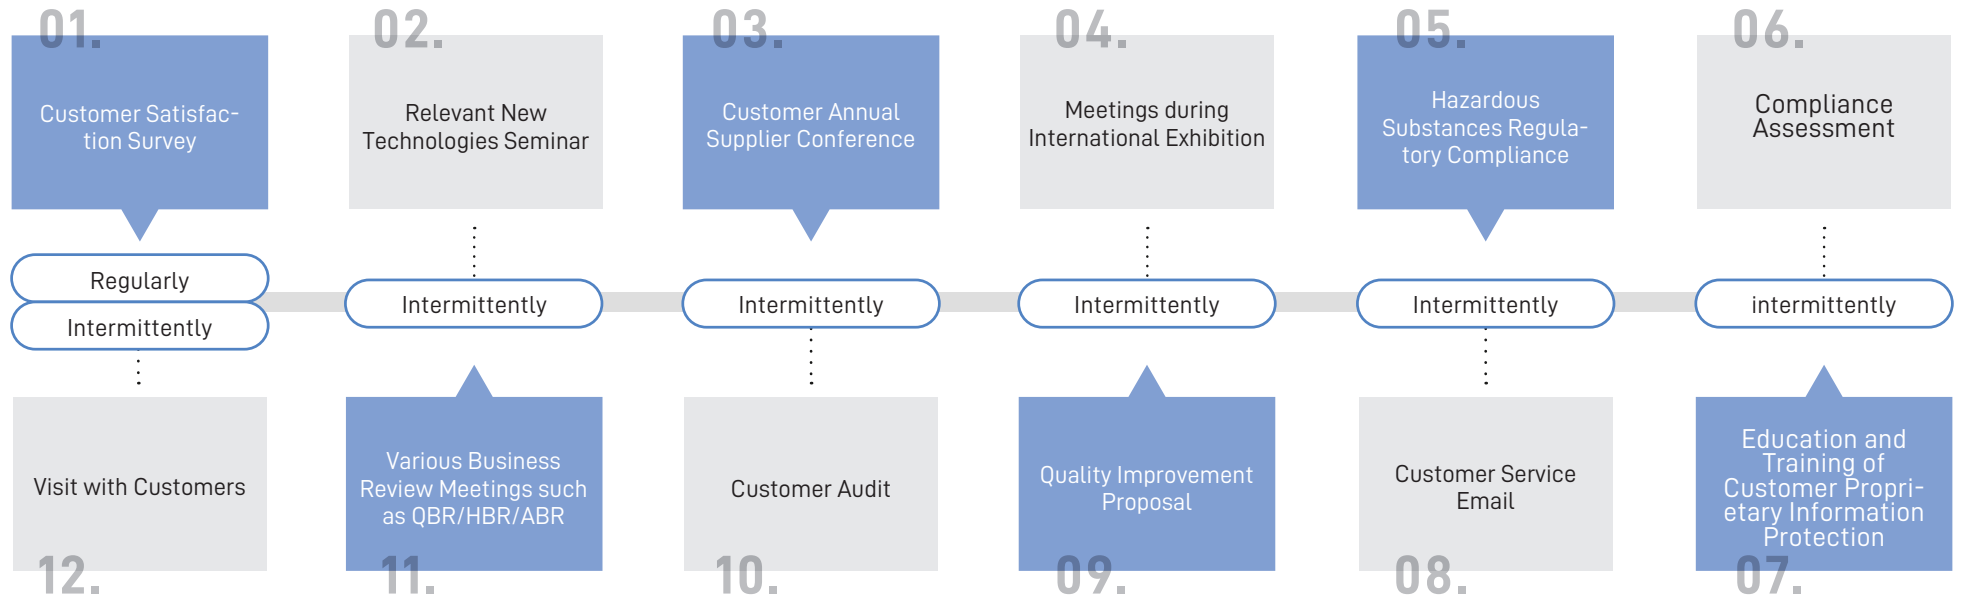 01.
Customer Satisfac-
tion Survey
02.
Relevant New
Technologies Seminar
03.
Customer Annual
Supplier Conference
04.
Meetings during
International Exhibition
05.
Hazardous
Substances Regula-
tory Compliance
06.
Compliance
Assessment
Regularly
Intermittently
Intermittently
Intermittently
Intermittently
Intermittently
intermittently
Visit with Customers
12.
Various Business
Review Meetings such
as QBR/HBR/ABR
11.
Customer Audit
10.
Quality Improvement
Proposal
09.
Customer Service
Email
08.
Education and
Training of
Customer Propri-
etary Information
Protection
07.